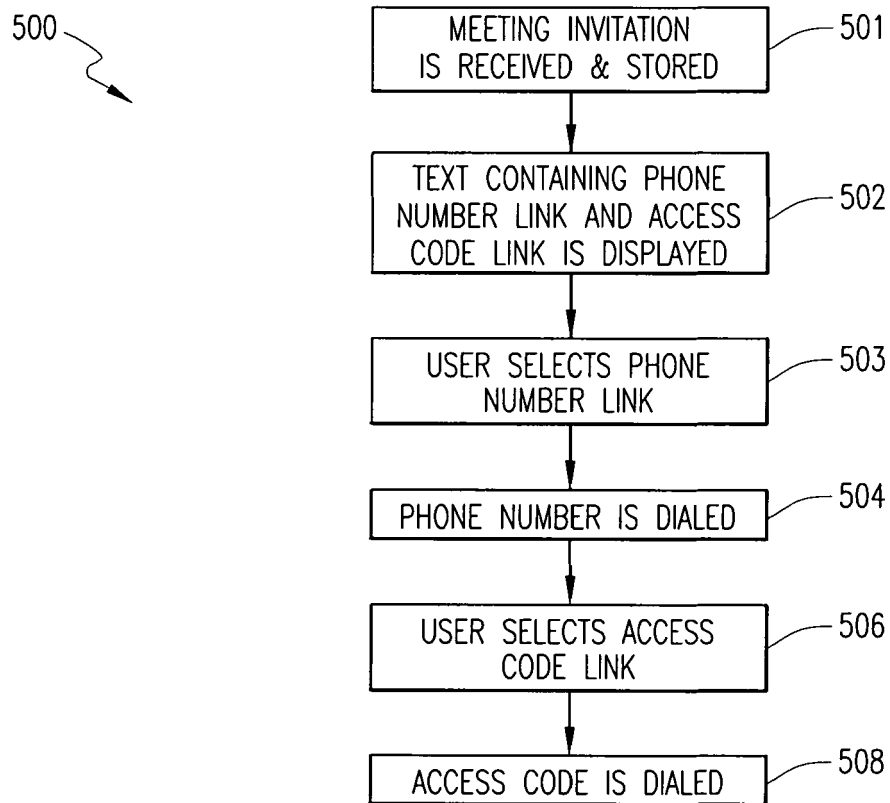 500
MEETING INVITATION
IS RECEIVED & STORED
501
TEXT CONTAINING PHONE
NUMBER LINK AND ACCESS
CODE LINK IS DISPLAYED
502
USER SELECTS PHONE
NUMBER LINK
503
PHONE NUMBER IS DIALED
504
USER SELECTS ACCESS
CODE LINK
506
ACCESS CODE IS DIALED
508